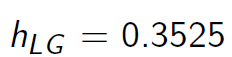 h_{LG} = 0.3525